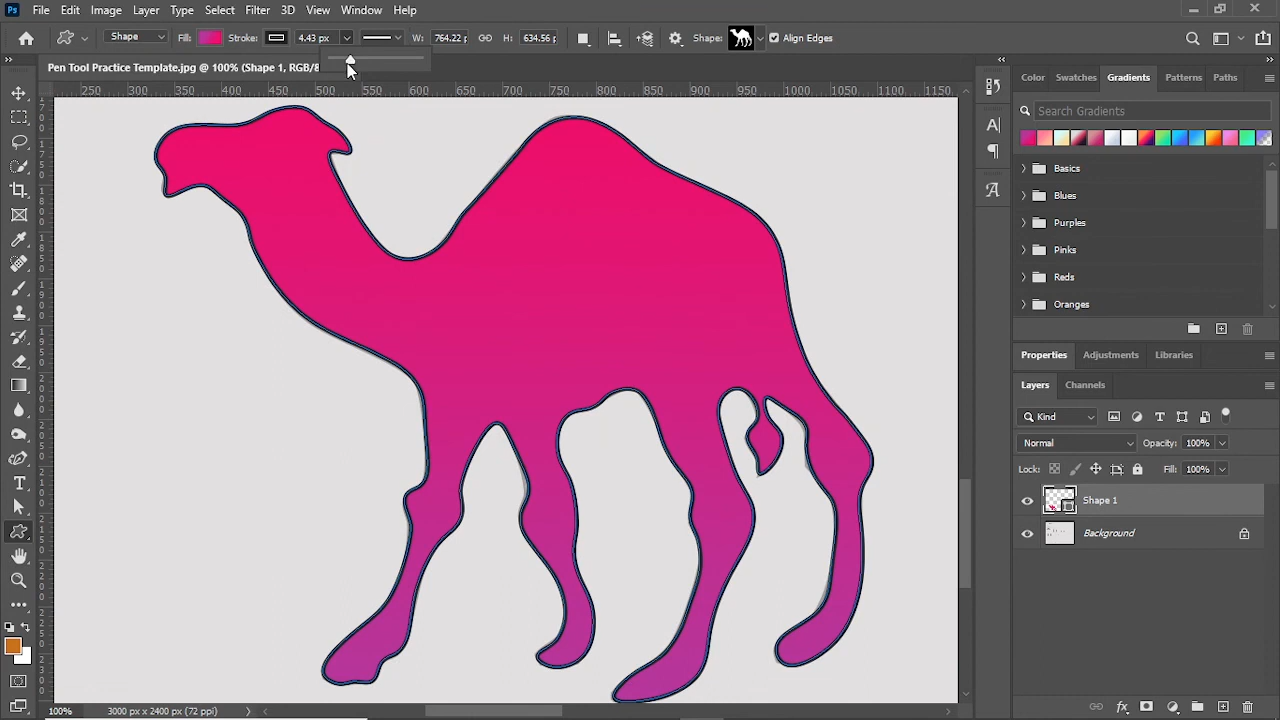 Ps File Edit Image Layer Type Select Filter 3D View Window Help
Shape Fill: Stroke: 4.43 px W: 764.22 p H: 634.56 p Shape: Align Edges
Pen Tool Practice Template.jpg @ 100% (Shape 1, RGB/8
250 300 350 400 450 500 550 600 650 700 750 800 850 900 950 1000 1050 1100 1150
Color Swatches Gradients Patterns Paths
Search Gradients
Basics
Blues
Purples
Pinks
Reds
Oranges
Properties Adjustments Libraries
Layers Channels
Kind
Normal Opacity: 100%
Lock: Fill: 100%
Shape 1
Background
100% 3000 px x 2400 px (72 ppi)